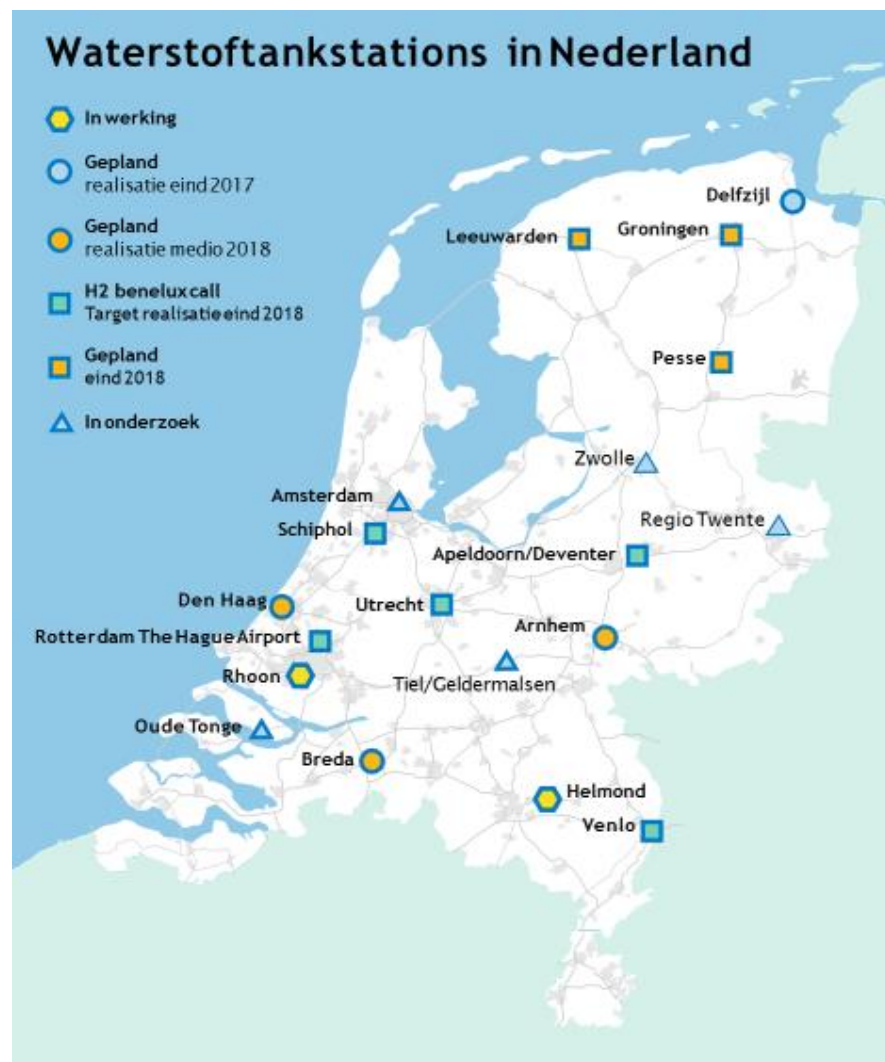 Waterstoftankstations in Nederland
In werking
Gepland
realisatie eind 2017
Gepland
realisatie medio 2018
H2 benelux call
Target realisatie eind 2018
Gepland
eind 2018
In onderzoek
Delfzijl
Groningen
Leeuwarden
Pesse
Zwolle
Amsterdam
Regio Twente
Schiphol
Apeldoorn/Deventer
Den Haag
Utrecht
Arnhem
Rotterdam The Hague Airport
Rhoon
Tiel/Geldermalsen
Oude Tonge
Breda
Helmond
Venlo